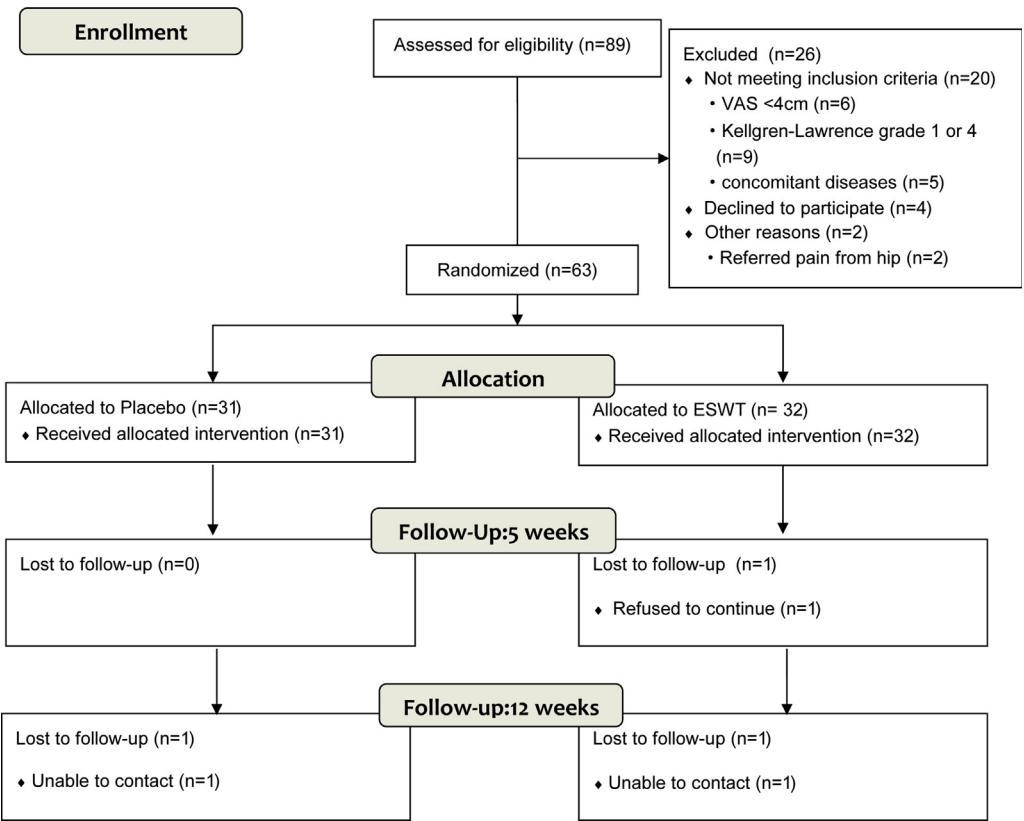 Enrollment
Assessed for eligibility (n=89)
Excluded (n=26)
♦ Not meeting inclusion criteria (n=20)
• VAS <4cm (n=6)
• Kellgren-Lawrence grade 1 or 4
(n=9)
• concomitant diseases (n=5)
♦ Declined to participate (n=4)
♦ Other reasons (n=2)
• Referred pain from hip (n=2)
Randomized (n=63)
Allocation
Allocated to Placebo (n=31)
♦ Received allocated intervention (n=31)
Allocated to ESWT (n= 32)
♦ Received allocated intervention (n=32)
Follow-Up:5 weeks
Lost to follow-up (n=0)
Lost to follow-up (n=1)
♦ Refused to continue (n=1)
Follow-up:12 weeks
Lost to follow-up (n=1)
♦ Unable to contact (n=1)
Lost to follow-up (n=1)
♦ Unable to contact (n=1)